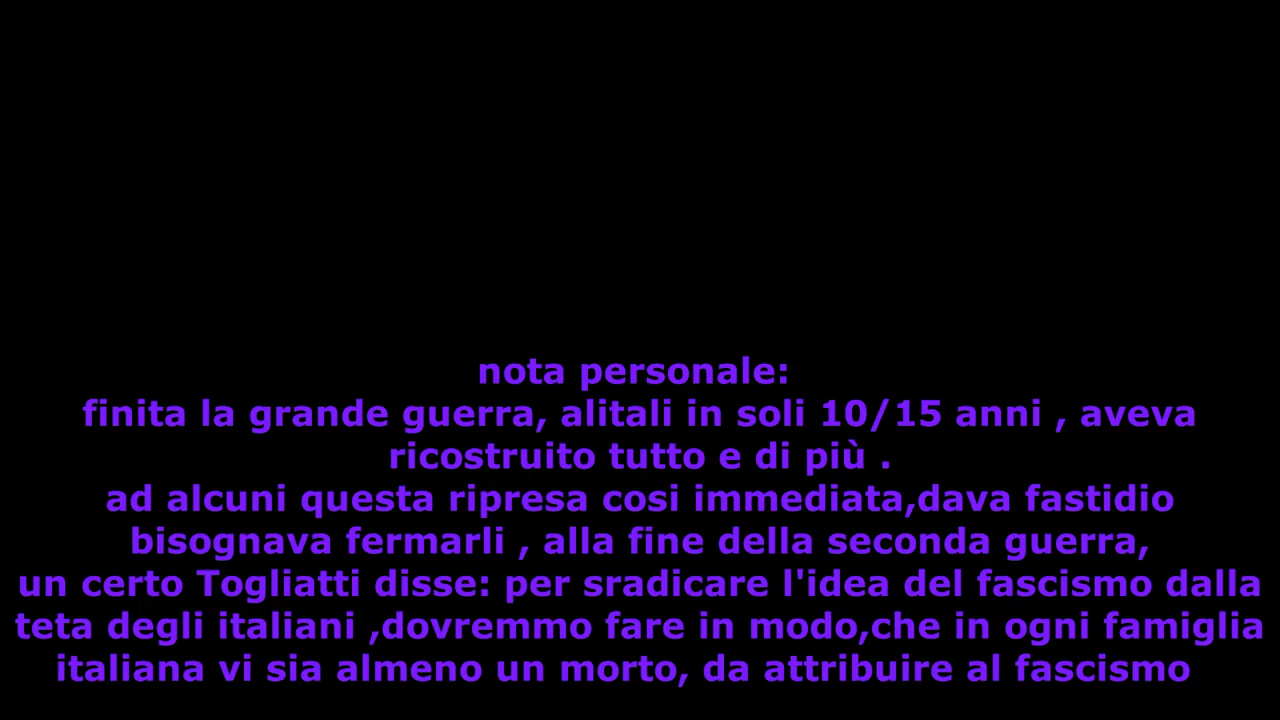 nota personale:
finita la grande guerra, alitali in soli 10/15 anni , aveva
ricostruito tutto e di più .
ad alcuni questa ripresa cosi immediata,dava fastidio
bisognava fermarli , alla fine della seconda guerra,
un certo Togliatti disse: per sradicare l'idea del fascismo dalla
teta degli italiani ,dovremmo fare in modo,che in ogni famiglia
italiana vi sia almeno un morto, da attribuire al fascismo